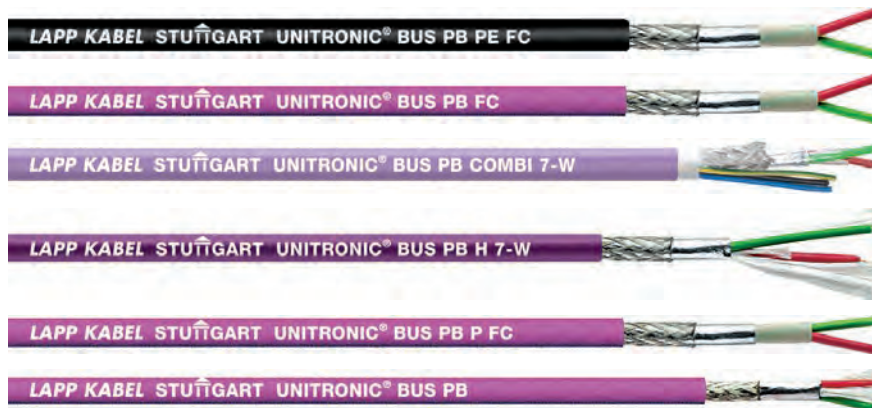 LAPP KABEL STUTTGART UNITRONIC® BUS PB PE FC
LAPP KABEL STUTTGART UNITRONIC® BUS PB FC
LAPP KABEL STUTTGART UNITRONIC® BUS PB COMBI 7-W
LAPP KABEL STUTTGART UNITRONIC® BUS PB H 7-W
LAPP KABEL STUTTGART UNITRONIC® BUS PB P FC
LAPP KABEL STUTTGART UNITRONIC® BUS PB